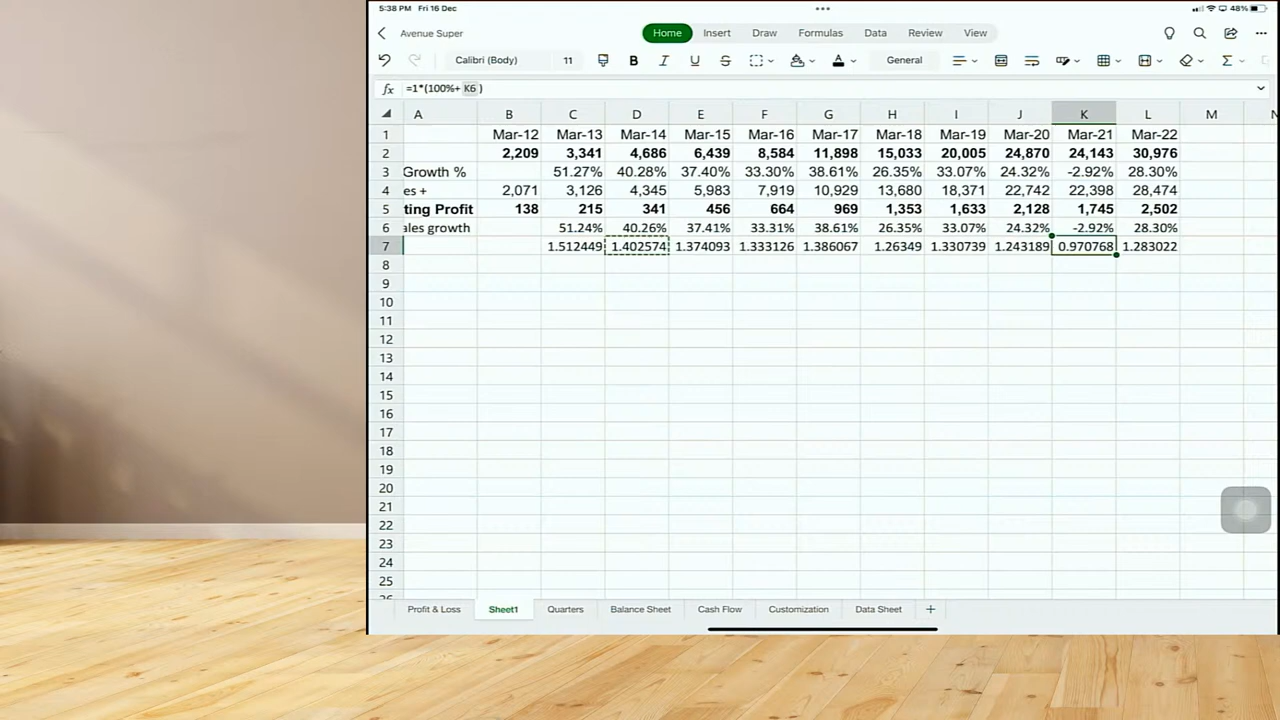 5:38 PM Fri 16 Dec 48%
Avenue Super Home Insert Draw Formulas Data Review View
Calibri (Body) 11 B I U S A General Σ
fx =1*(100%+ K6 )
A B C D E F G H I J K L M N
1 Mar-12 Mar-13 Mar-14 Mar-15 Mar-16 Mar-17 Mar-18 Mar-19 Mar-20 Mar-21 Mar-22
2 2,209 3,341 4,686 6,439 8,584 11,898 15,033 20,005 24,870 24,143 30,976
3 Growth % 51.27% 40.28% 37.40% 33.30% 38.61% 26.35% 33.07% 24.32% -2.92% 28.30%
4 es + 2,071 3,126 4,345 5,983 7,919 10,929 13,680 18,371 22,742 22,398 28,474
5 ting Profit 138 215 341 456 664 969 1,353 1,633 2,128 1,745 2,502
6 ales growth 51.24% 40.26% 37.41% 33.31% 38.61% 26.35% 33.07% 24.32% -2.92% 28.30%
7 1.512449 1.402574 1.374093 1.333126 1.386067 1.26349 1.330739 1.243189 0.970768 1.283022
8
9
10
11
12
13
14
15
16
17
18
19
20
21
22
23
24
25
26
Profit & Loss Sheet1 Quarters Balance Sheet Cash Flow Customization Data Sheet +